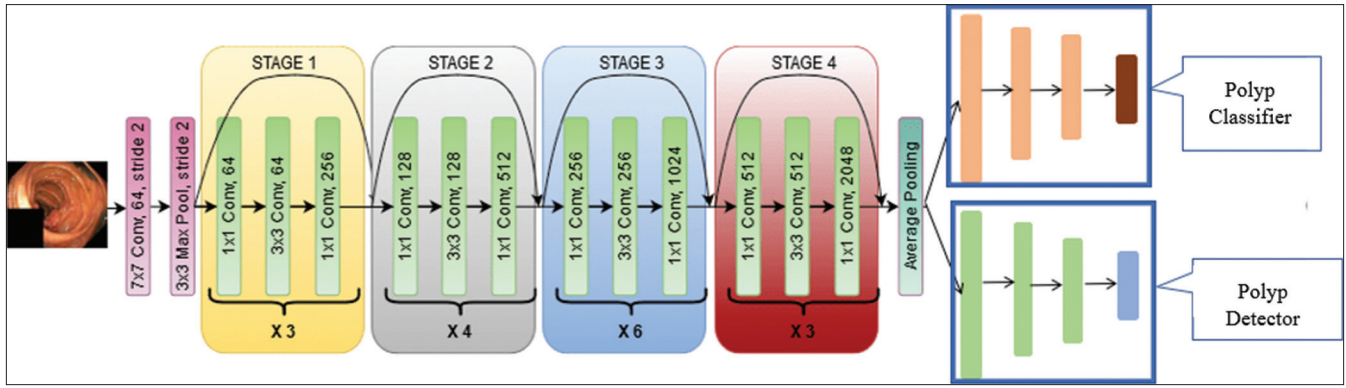 7x7 Conv, 64, stride 2
3x3 Max Pool, stride 2
STAGE 1
1x1 Conv, 64
3x3 Conv, 64
1x1 Conv, 256
X 3
STAGE 2
1x1 Conv, 128
3x3 Conv, 128
1x1 Conv, 512
X 4
STAGE 3
1x1 Conv, 256
3x3 Conv, 256
1x1 Conv, 1024
X 6
STAGE 4
1x1 Conv, 512
3x3 Conv, 512
1x1 Conv, 2048
X 3
Average Pooling
Polyp
Classifier
Polyp
Detector